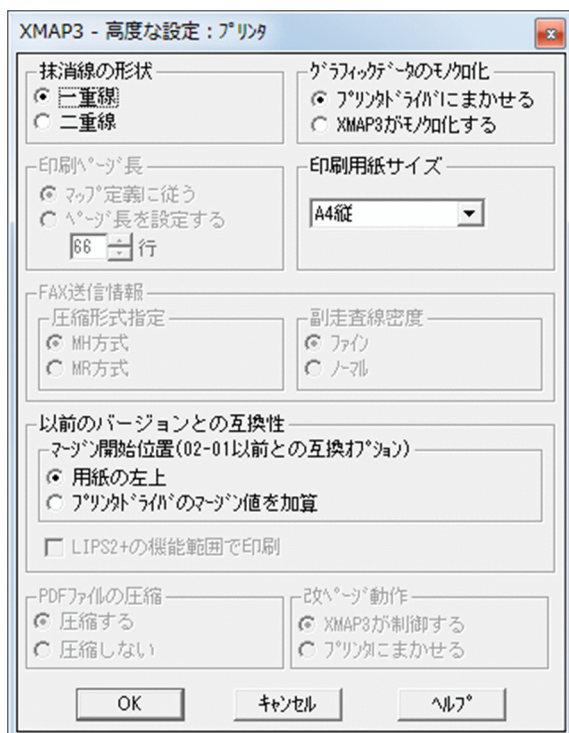 XMAP3 - 高度な設定：ﾌﾟﾘﾝﾀ
抹消線の形状
一重線
二重線
ｸﾞﾗﾌｨｯｸﾃﾞｰﾀのﾓﾉｸﾛ化
ﾌﾟﾘﾝﾀﾄﾞﾗｲﾊﾞにまかせる
XMAP3がﾓﾉｸﾛ化する
印刷ﾍﾟｰｼﾞ長
ﾏｯﾌﾟ定義に従う
ﾍﾟｰｼﾞ長を設定する
66 行
印刷用紙サイズ
A4縦
FAX送信情報
圧縮形式指定
MH方式
MR方式
副走査線密度
ﾌｧｲﾝ
ﾉｰﾏﾙ
以前のバージョンとの互換性
ﾏｰｼﾞﾝ開始位置(02-01以前との互換ｵﾌﾟｼｮﾝ)
用紙の左上
ﾌﾟﾘﾝﾀﾄﾞﾗｲﾊﾞのﾏｰｼﾞﾝ値を加算
LIPS2+の機能範囲で印刷
PDFﾌｧｲﾙの圧縮
圧縮する
圧縮しない
改ﾍﾟｰｼﾞ動作
XMAP3が制御する
ﾌﾟﾘﾝﾀにまかせる
OK
ｷｬﾝｾﾙ
ﾍﾙﾌﾟ